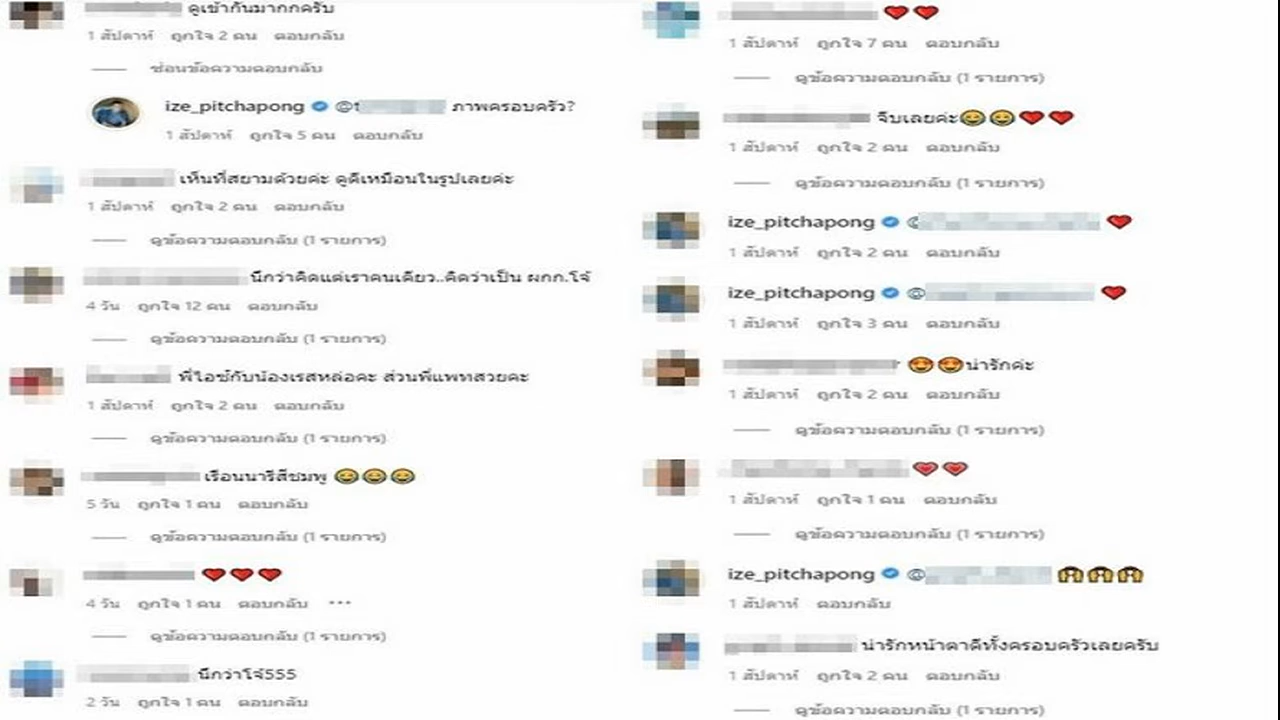 ดูเข้ากันมากกครับ
1 สัปดาห์ ถูกใจ 2 คน ตอบกลับ
ซ่อนข้อความตอบกลับ
ize_pitchapong @t ภาพครอบครัว?
1 สัปดาห์ ถูกใจ 5 คน ตอบกลับ
เห็นที่สยามด้วยค่ะ ดูดีเหมือนในรูปเลยค่ะ
1 สัปดาห์ ถูกใจ 2 คน ตอบกลับ
ดูข้อความตอบกลับ (1 รายการ)
นึกว่าคิดแต่เราคนเดียว..คิดว่าเป็น ผกก.โจ้
4 วัน ถูกใจ 12 คน ตอบกลับ
ดูข้อความตอบกลับ (1 รายการ)
พี่ไอซ์กับน้องเรสหล่อคะ ส่วนพี่แพทสวยคะ
1 สัปดาห์ ถูกใจ 2 คน ตอบกลับ
ดูข้อความตอบกลับ (1 รายการ)
เรือนนารีสีชมพู 😂😂😂
5 วัน ถูกใจ 1 คน ตอบกลับ
ดูข้อความตอบกลับ (1 รายการ)
❤️❤️❤️
4 วัน ถูกใจ 1 คน ตอบกลับ •••
ดูข้อความตอบกลับ (1 รายการ)
นึกว่าโจ้555
2 วัน ถูกใจ 1 คน ตอบกลับ
❤️❤️
1 สัปดาห์ ถูกใจ 7 คน ตอบกลับ
ดูข้อความตอบกลับ (1 รายการ)
จีบเลยค่ะ😂😂❤️❤️
1 สัปดาห์ ถูกใจ 2 คน ตอบกลับ
ดูข้อความตอบกลับ (1 รายการ)
ize_pitchapong @ ❤️
1 สัปดาห์ ถูกใจ 2 คน ตอบกลับ
ize_pitchapong @ ❤️
1 สัปดาห์ ถูกใจ 3 คน ตอบกลับ
😍😍น่ารักค่ะ
1 สัปดาห์ ถูกใจ 2 คน ตอบกลับ
ดูข้อความตอบกลับ (1 รายการ)
💗💗
1 สัปดาห์ ถูกใจ 1 คน ตอบกลับ
ดูข้อความตอบกลับ (1 รายการ)
ize_pitchapong @
1 สัปดาห์ ตอบกลับ
น่ารักหน้าตาดีทั้งครอบครัวเลยครับ
1 สัปดาห์ ถูกใจ 2 คน ตอบกลับ
ดูข้อความตอบกลับ (1 รายการ)